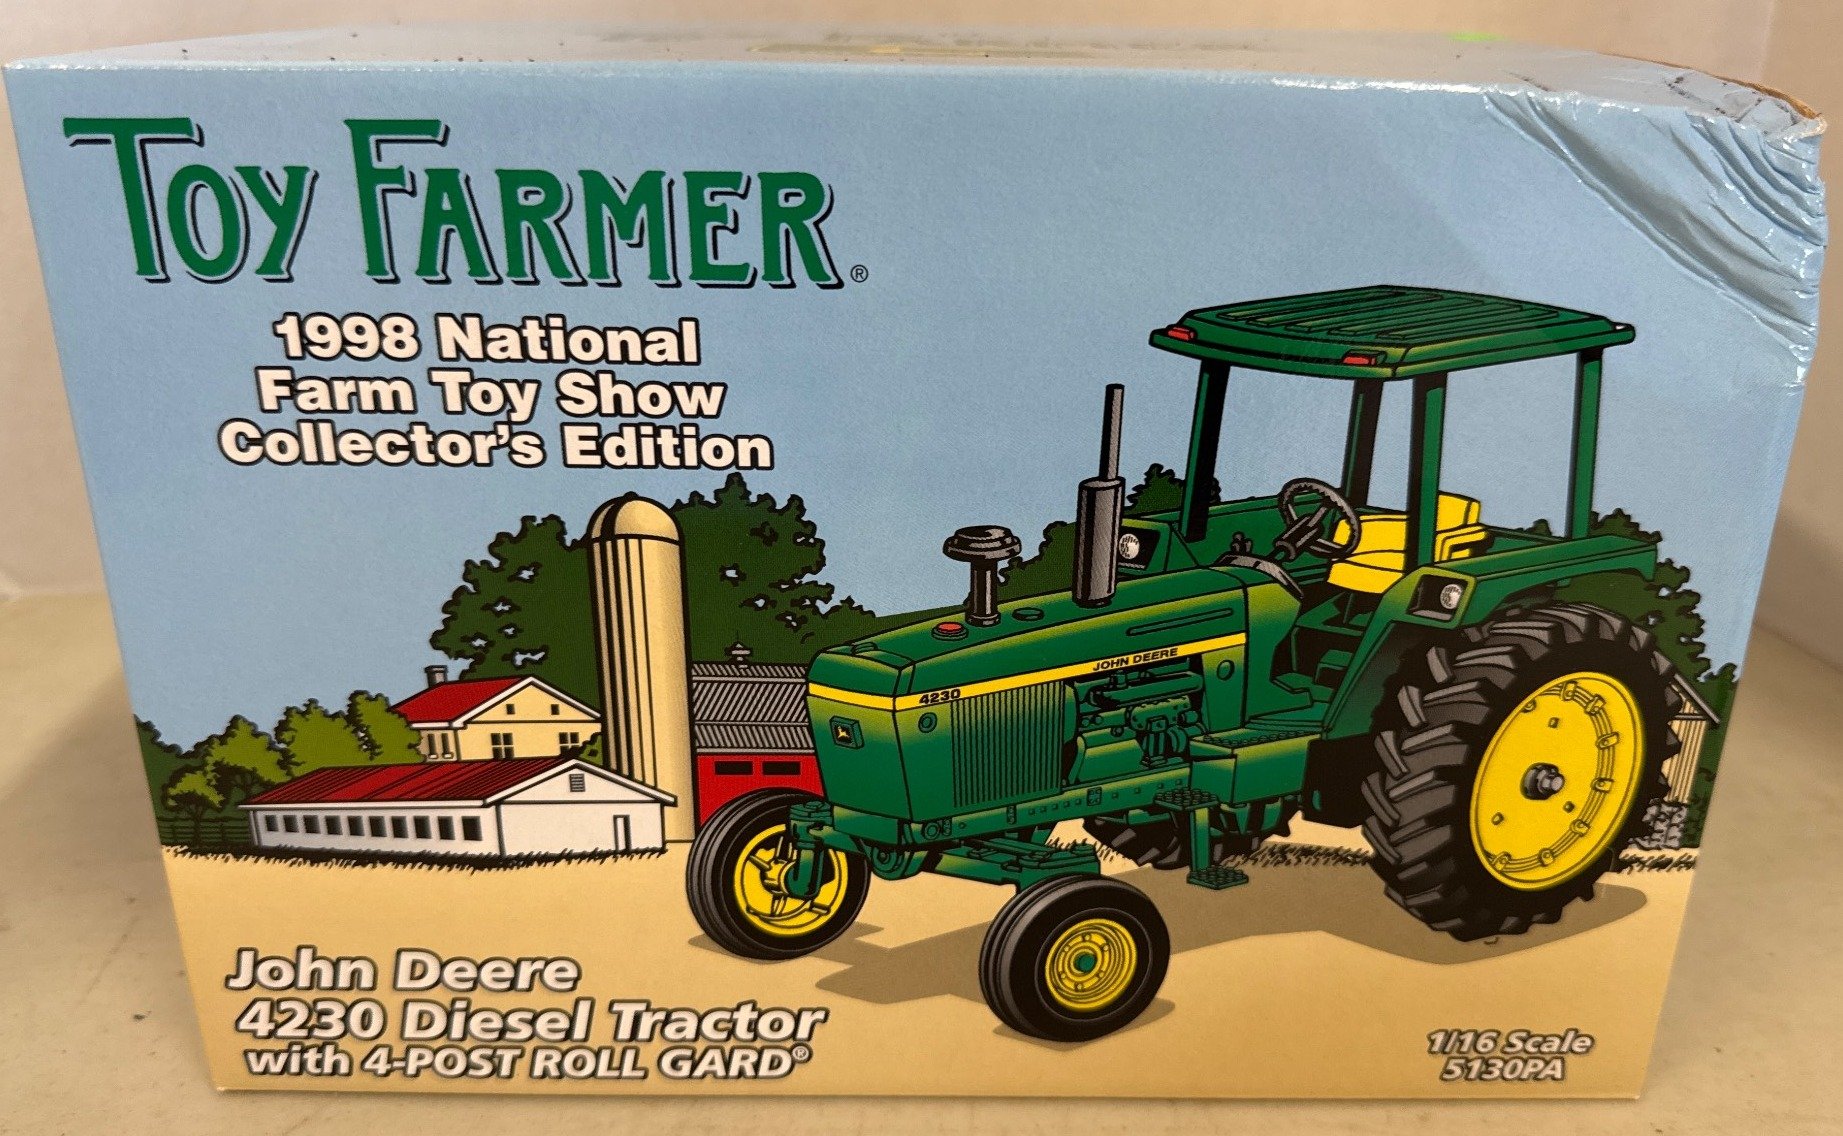 TOY FARMER®
1998 National
Farm Toy Show
Collector's Edition
JOHN DEERE
4230
John Deere
4230 Diesel Tractor
with 4-POST ROLL GARD®
1/16 Scale
5130PA